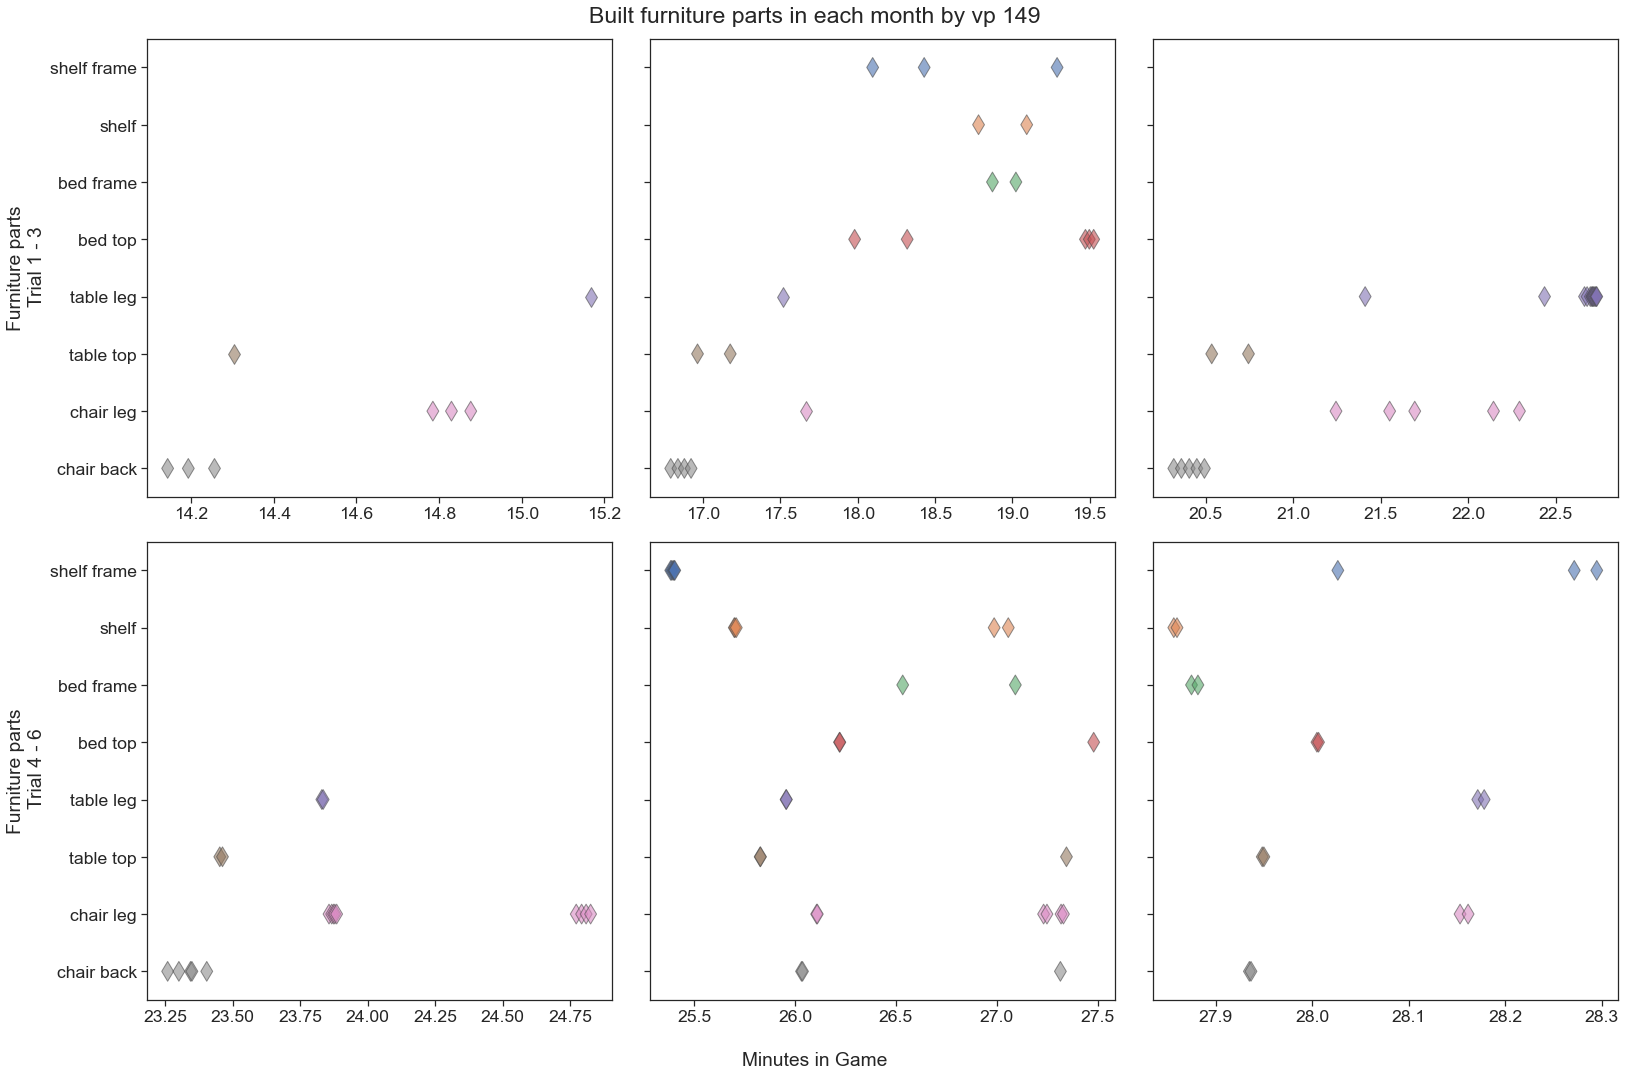 Built furniture parts in each month by vp 149
Furniture parts
Trial 1 - 3
shelf frame
shelf
bed frame
bed top
table leg
table top
chair leg
chair back
14.2 14.4 14.6 14.8 15.0 15.2
17.0 17.5 18.0 18.5 19.0 19.5
20.5 21.0 21.5 22.0 22.5
Furniture parts
Trial 4 - 6
shelf frame
shelf
bed frame
bed top
table leg
table top
chair leg
chair back
23.25 23.50 23.75 24.00 24.25 24.50 24.75
25.5 26.0 26.5 27.0 27.5
27.9 28.0 28.1 28.2 28.3
Minutes in Game